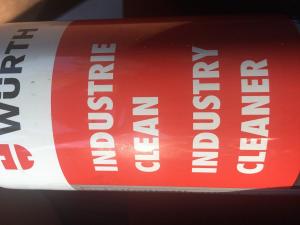 WÜRTH
INDUSTRIE
CLEAN
INDUSTRY
CLEANER